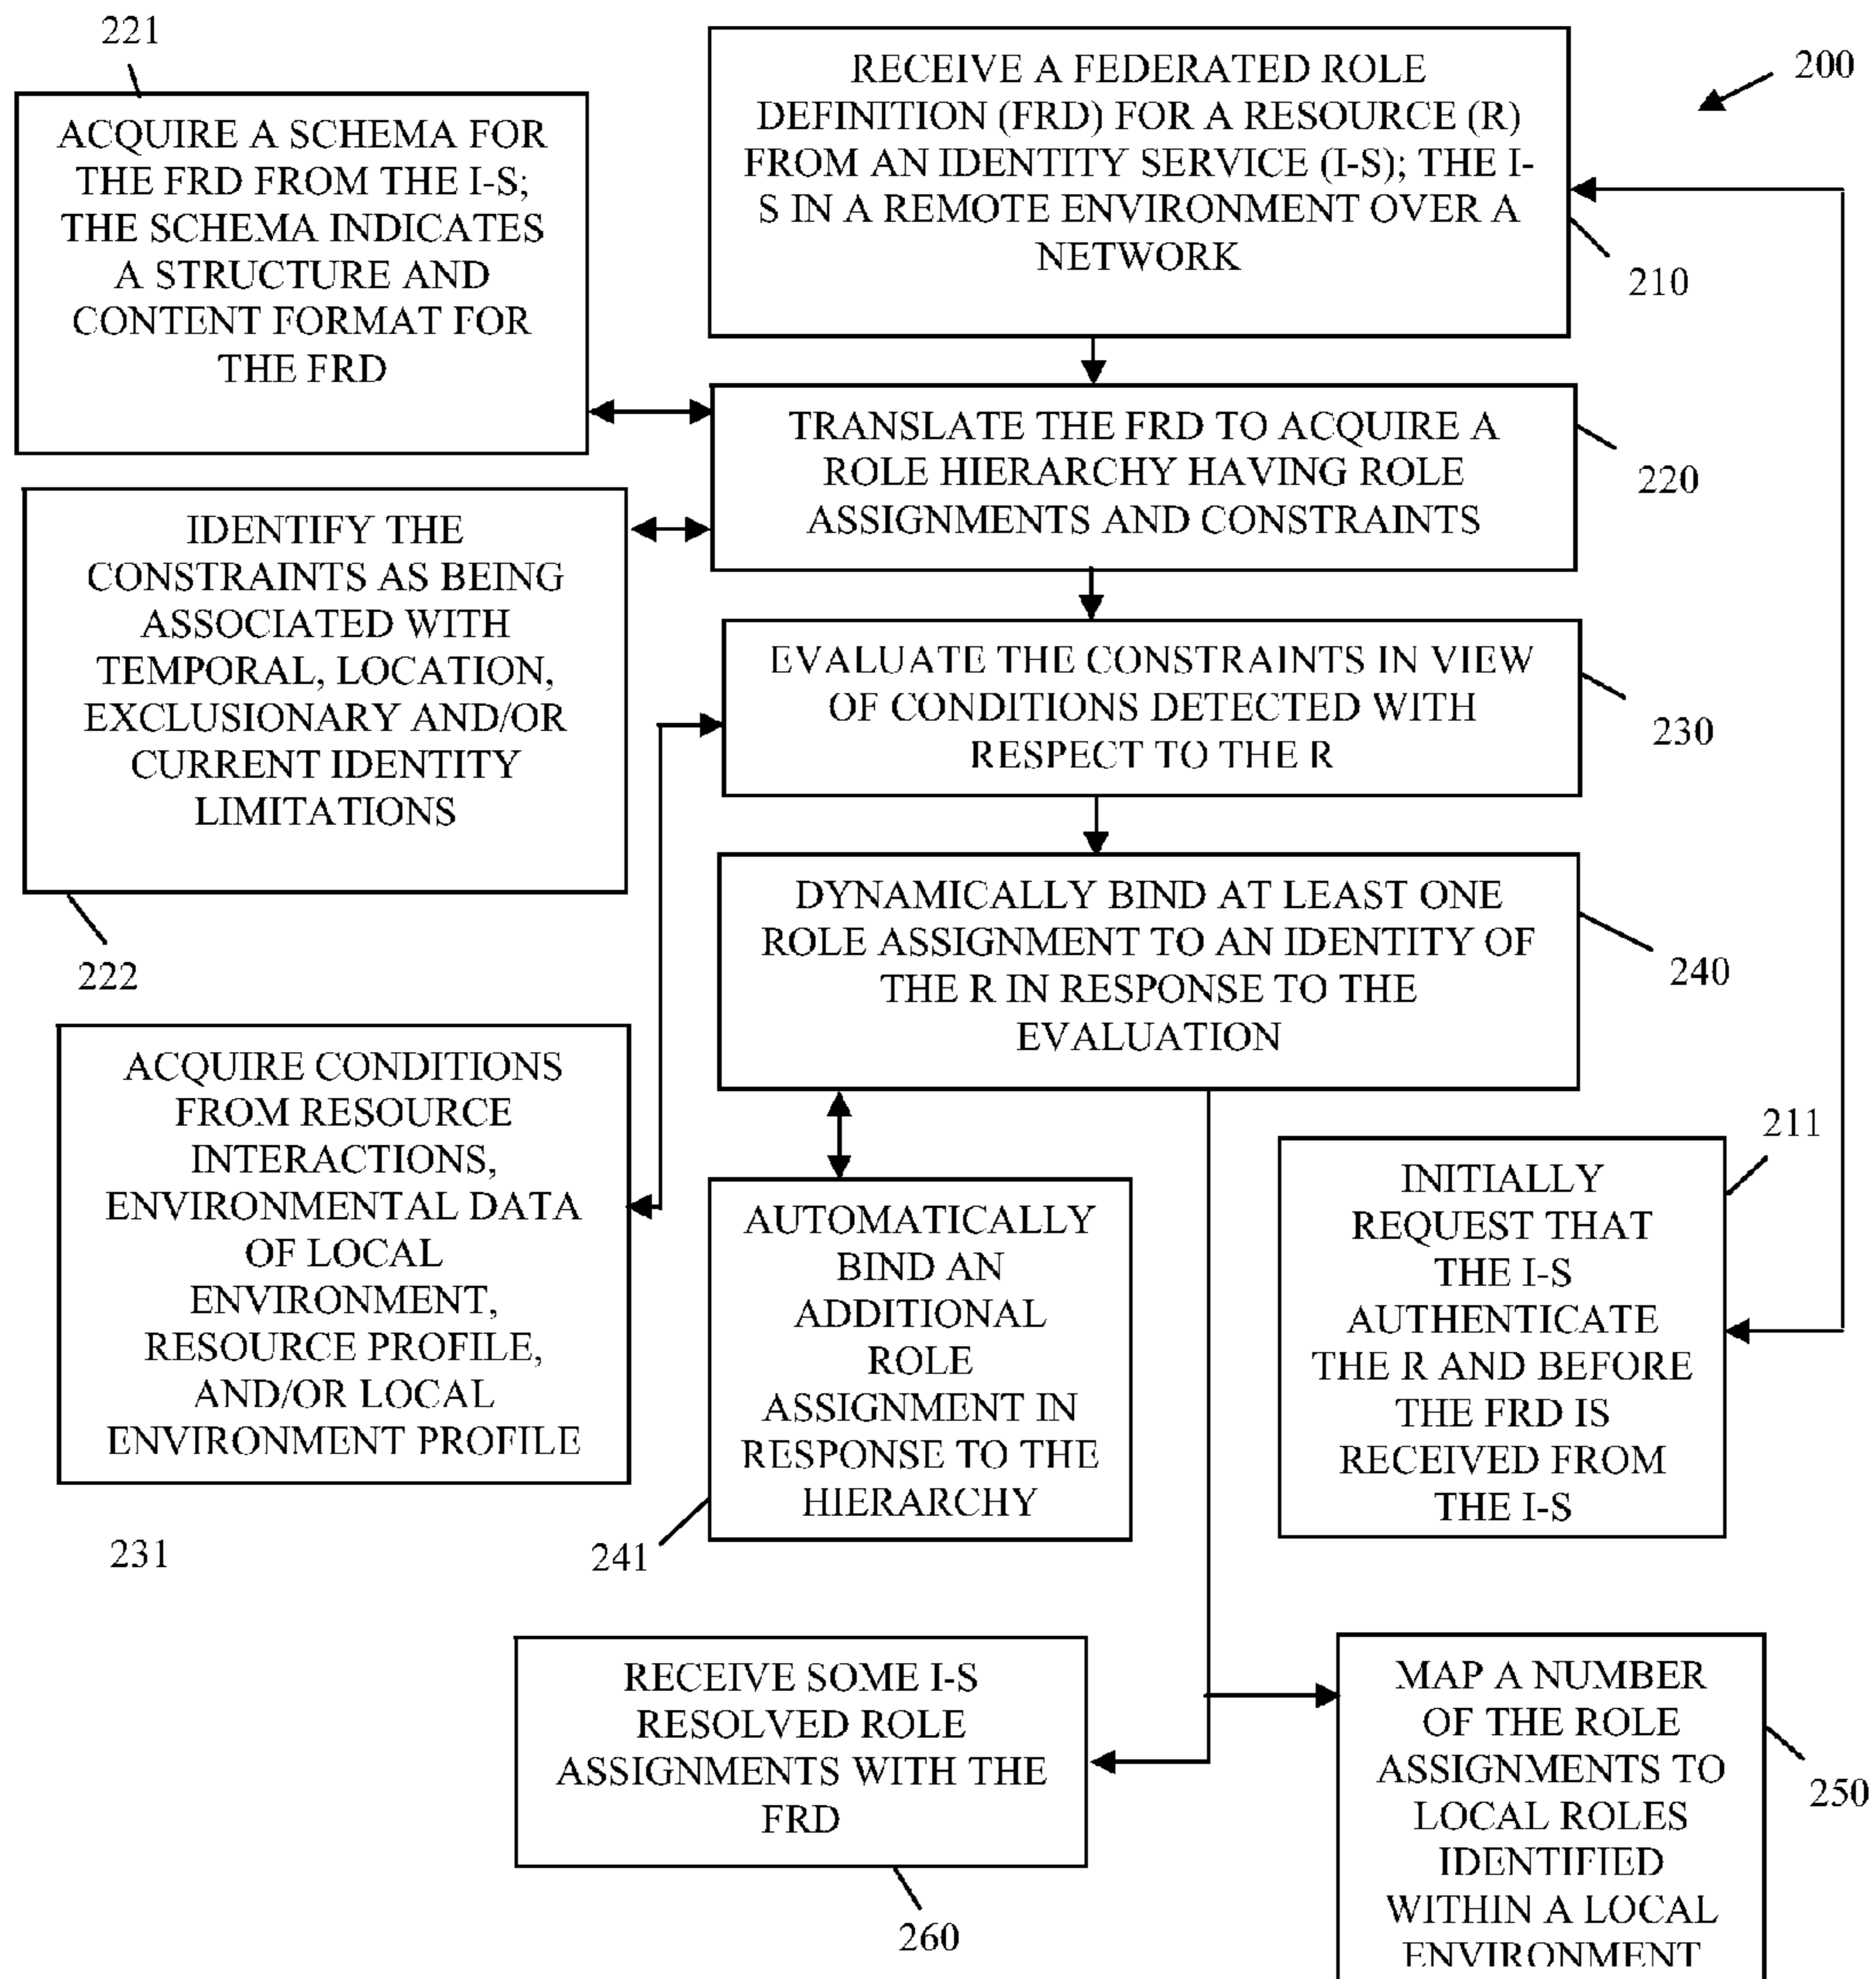 221
ACQUIRE A SCHEMA FOR
THE FRD FROM THE I-S;
THE SCHEMA INDICATES
A STRUCTURE AND
CONTENT FORMAT FOR
THE FRD
RECEIVE A FEDERATED ROLE
DEFINITION (FRD) FOR A RESOURCE (R)
FROM AN IDENTITY SERVICE (I-S); THE I-
S IN A REMOTE ENVIRONMENT OVER A
NETWORK
200
210
TRANSLATE THE FRD TO ACQUIRE A
ROLE HIERARCHY HAVING ROLE
ASSIGNMENTS AND CONSTRAINTS
220
IDENTIFY THE
CONSTRAINTS AS BEING
ASSOCIATED WITH
TEMPORAL, LOCATION,
EXCLUSIONARY AND/OR
CURRENT IDENTITY
LIMITATIONS
222
EVALUATE THE CONSTRAINTS IN VIEW
OF CONDITIONS DETECTED WITH
RESPECT TO THE R
230
DYNAMICALLY BIND AT LEAST ONE
ROLE ASSIGNMENT TO AN IDENTITY OF
THE R IN RESPONSE TO THE
EVALUATION
240
ACQUIRE CONDITIONS
FROM RESOURCE
INTERACTIONS,
ENVIRONMENTAL DATA
OF LOCAL
ENVIRONMENT,
RESOURCE PROFILE,
AND/OR LOCAL
ENVIRONMENT PROFILE
231
AUTOMATICALLY
BIND AN
ADDITIONAL
ROLE
ASSIGNMENT IN
RESPONSE TO THE
HIERARCHY
241
211
INITIALLY
REQUEST THAT
THE I-S
AUTHENTICATE
THE R AND BEFORE
THE FRD IS
RECEIVED FROM
THE I-S
RECEIVE SOME I-S
RESOLVED ROLE
ASSIGNMENTS WITH THE
FRD
260
MAP A NUMBER
OF THE ROLE
ASSIGNMENTS TO
LOCAL ROLES
IDENTIFIED
WITHIN A LOCAL
ENVIRONMENT
250